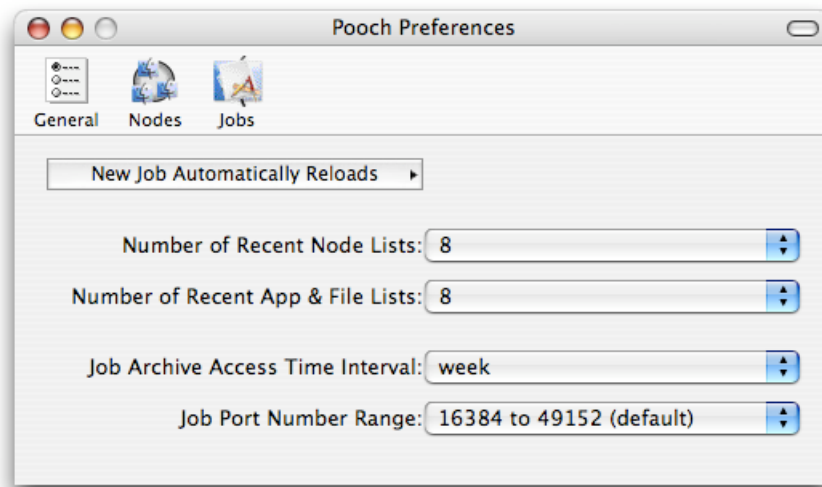 Pooch Preferences
General Nodes Jobs
New Job Automatically Reloads
Number of Recent Node Lists: 8
Number of Recent App & File Lists: 8
Job Archive Access Time Interval: week
Job Port Number Range: 16384 to 49152 (default)